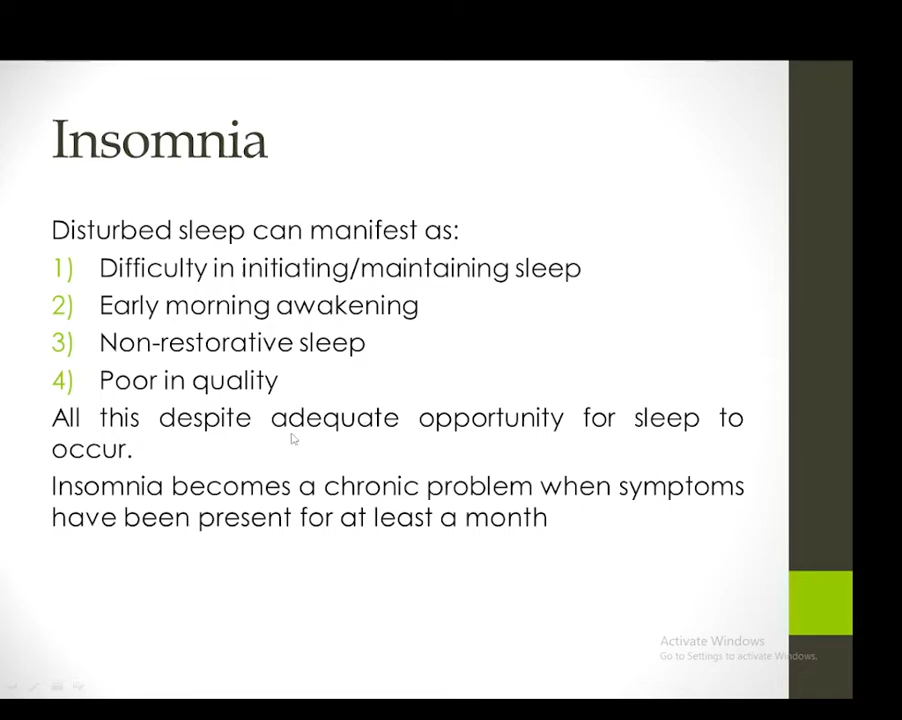 Insomnia
Disturbed sleep can manifest as:
1) Difficulty in initiating/maintaining sleep
2) Early morning awakening
3) Non-restorative sleep
4) Poor in quality
All this despite adequate opportunity for sleep to
occur.
Insomnia becomes a chronic problem when symptoms
have been present for at least a month
Activate Windows
Go to Settings to activate Windows.